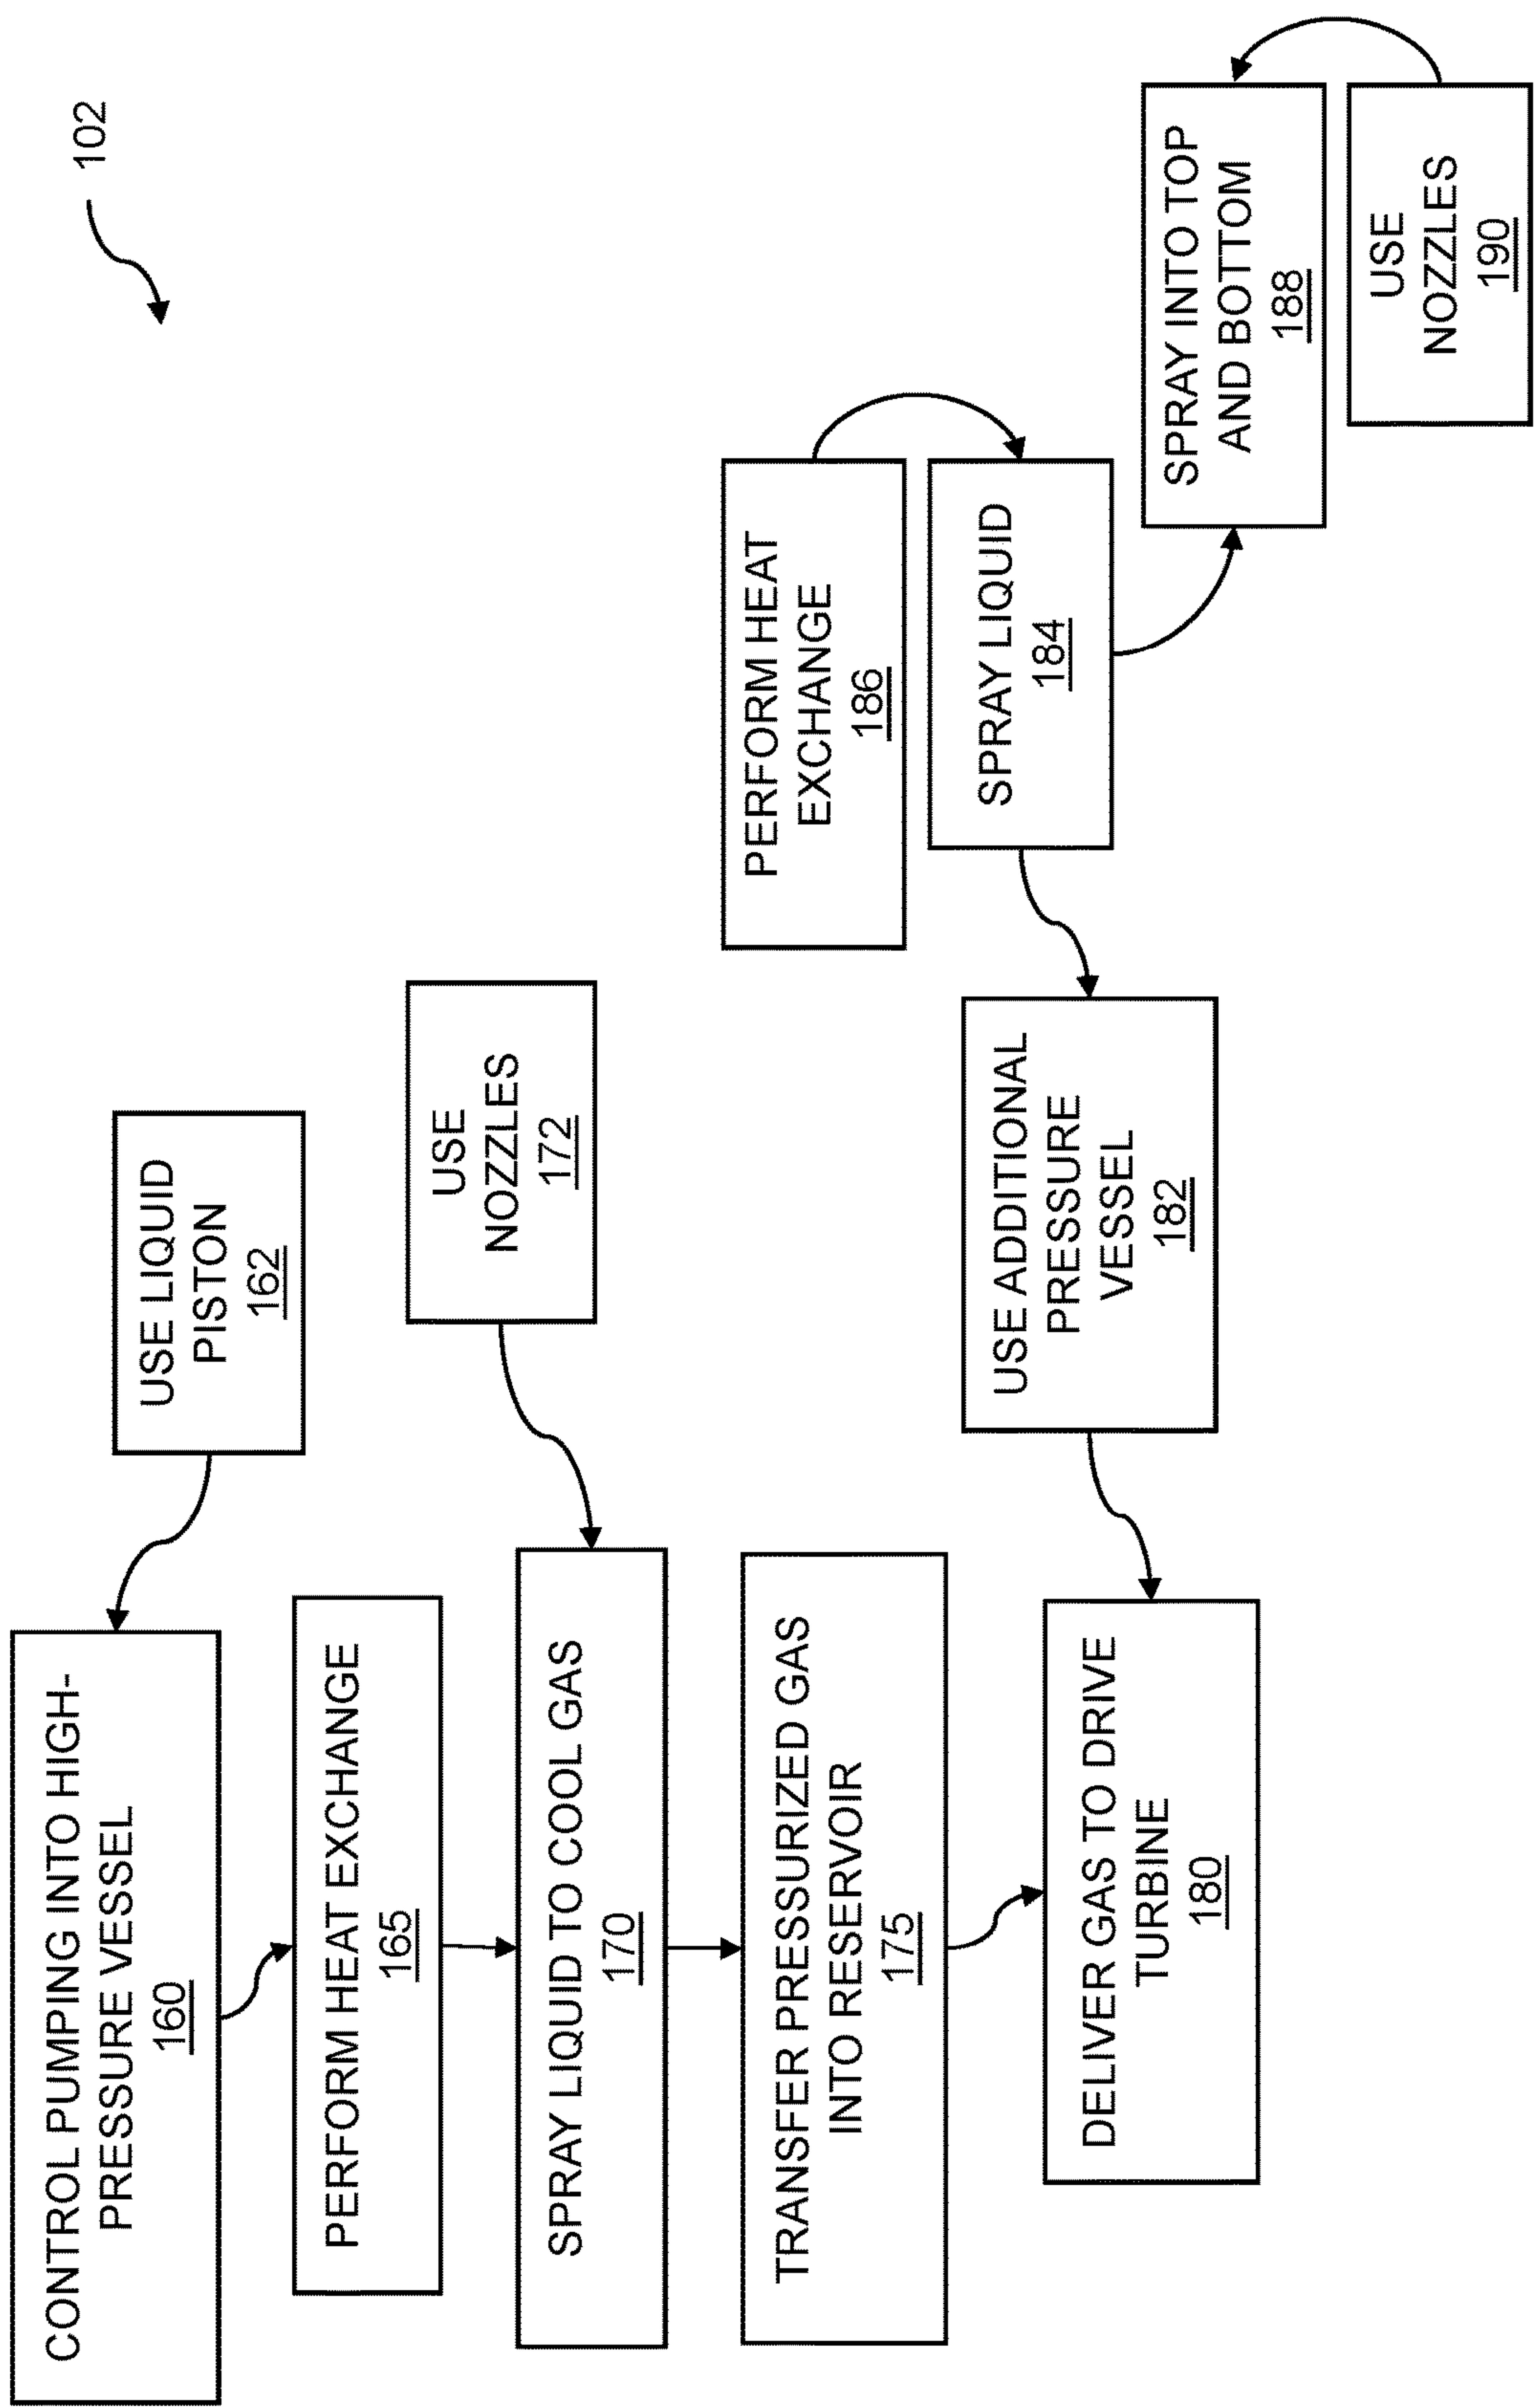 102
CONTROL PUMPING INTO HIGH-
PRESSURE VESSEL
160
USE LIQUID
PISTON
162
PERFORM HEAT EXCHANGE
165
SPRAY LIQUID TO COOL GAS
170
USE
NOZZLES
172
TRANSFER PRESSURIZED GAS
INTO RESERVOIR
175
DELIVER GAS TO DRIVE
TURBINE
180
USE ADDITIONAL
PRESSURE
VESSEL
182
PERFORM HEAT
EXCHANGE
186
SPRAY LIQUID
184
SPRAY INTO TOP
AND BOTTOM
188
USE
NOZZLES
190